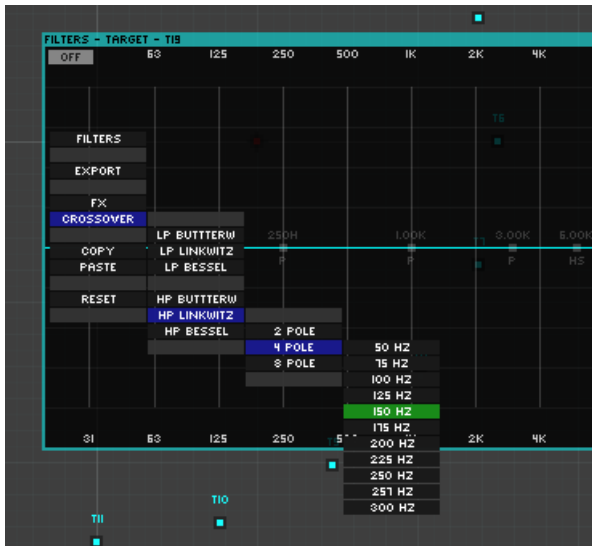 FILTERS - TARGET - T19
OFF 63 125 250 500 1K 2K 4K
T6
FILTERS
EXPORT
FX
CROSSOVER
LP BUTTTERW
250H 1.00K 3.00K 6.00K
COPY LP LINKWITZ
P P P HS
PASTE LP BESSEL
RESET HP BUTTTERW
HP LINKWITZ
HP BESSEL 2 POLE
4 POLE 50 HZ
8 POLE 75 HZ
100 HZ
125 HZ
150 HZ
175 HZ
31 63 125 250 200 HZ 2K 4K
225 HZ
250 HZ
257 HZ
300 HZ
T10
T11